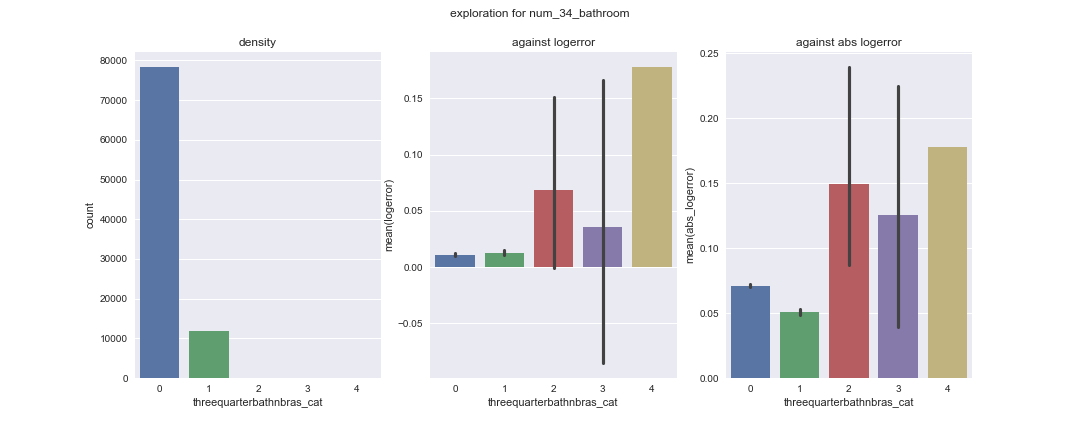 exploration for num_34_bathroom
density
80000
70000
60000
50000
40000
30000
20000
10000
0
count
0 1 2 3 4
threequarterbathnbras_cat
against logerror
0.15
0.10
0.05
0.00
−0.05
mean(logerror)
0 1 2 3 4
threequarterbathnbras_cat
against abs logerror
0.25
0.20
0.15
0.10
0.05
0.00
mean(abs_logerror)
0 1 2 3 4
threequarterbathnbras_cat